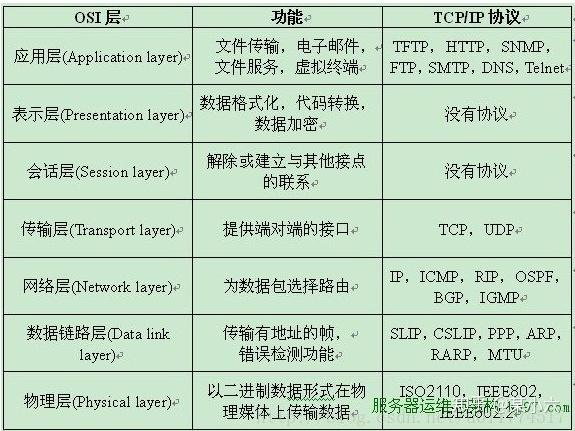 OSI 层
功能
TCP/IP 协议
应用层(Application layer)
文件传输，电子邮件，
文件服务，虚拟终端
TFTP，HTTP，SNMP，
FTP，SMTP，DNS，Telnet
表示层(Presentation layer)
数据格式化，代码转换，
数据加密
没有协议
会话层(Session layer)
解除或建立与其他接点
的联系
没有协议
传输层(Transport layer)
提供端对端的接口
TCP，UDP
网络层(Network layer)
为数据包选择路由
IP，ICMP，RIP，OSPF，
BGP，IGMP
数据链路层(Data link
layer)
传输有地址的帧，
错误检测功能
SLIP，CSLIP，PPP，ARP，
RARP，MTU
物理层(Physical layer)
以二进制数据形式在物
理媒体上传输数据
ISO2110，IEEE802，
IEEE802.2
服务器运维